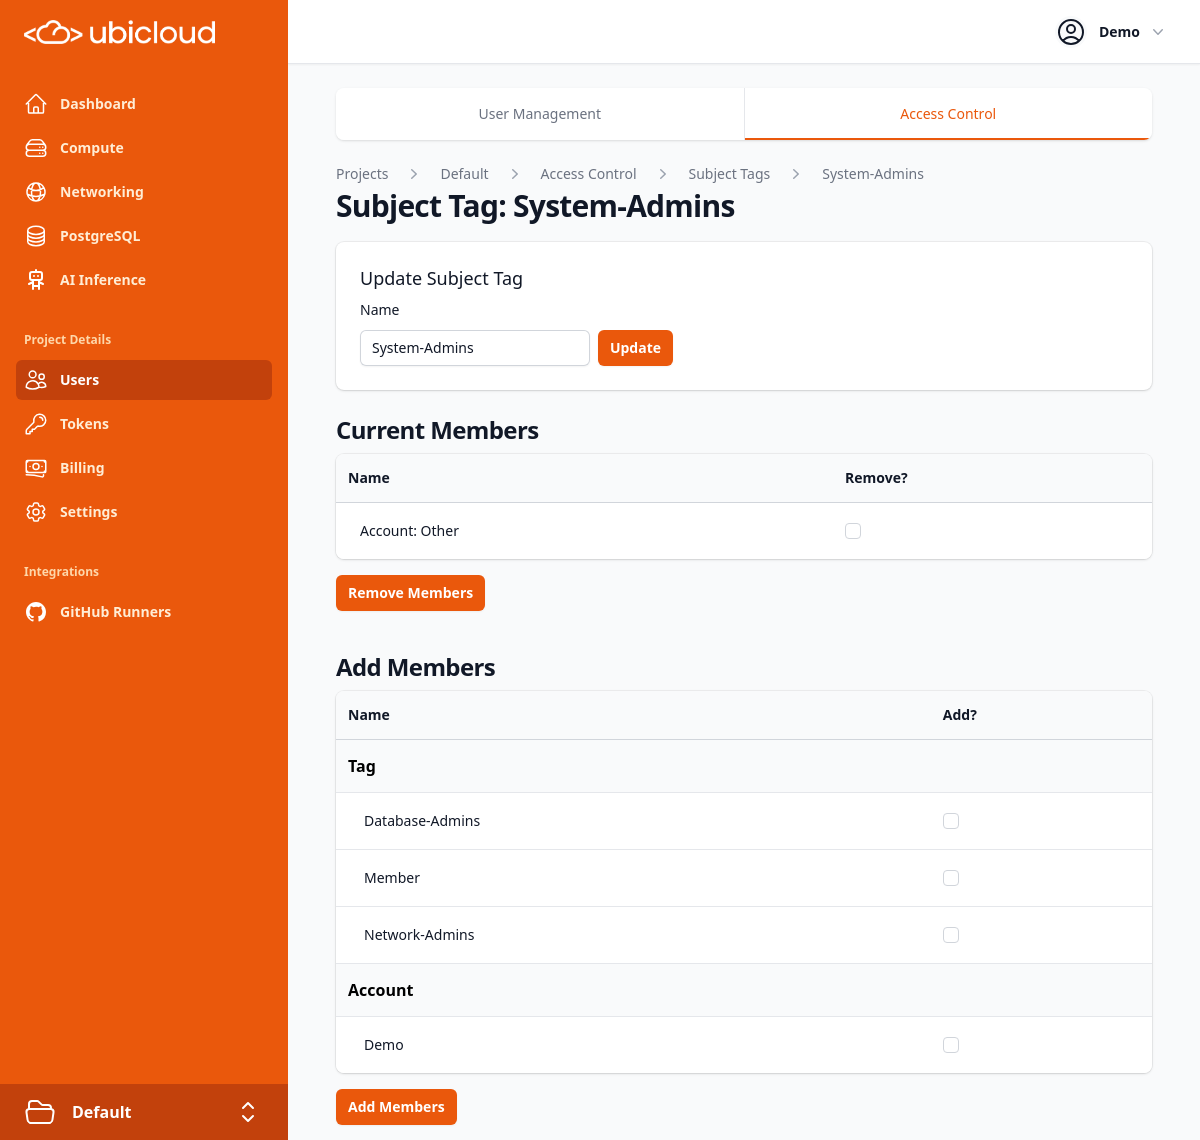 ubicloud
Demo
Dashboard
Compute
Networking
PostgreSQL
AI Inference
Project Details
Users
Tokens
Billing
Settings
Integrations
GitHub Runners
Default
User Management
Access Control
Projects > Default > Access Control > Subject Tags > System-Admins
Subject Tag: System-Admins
Update Subject Tag
Name
System-Admins Update
Current Members
Name Remove?
Account: Other
Remove Members
Add Members
Name Add?
Tag
Database-Admins
Member
Network-Admins
Account
Demo
Add Members